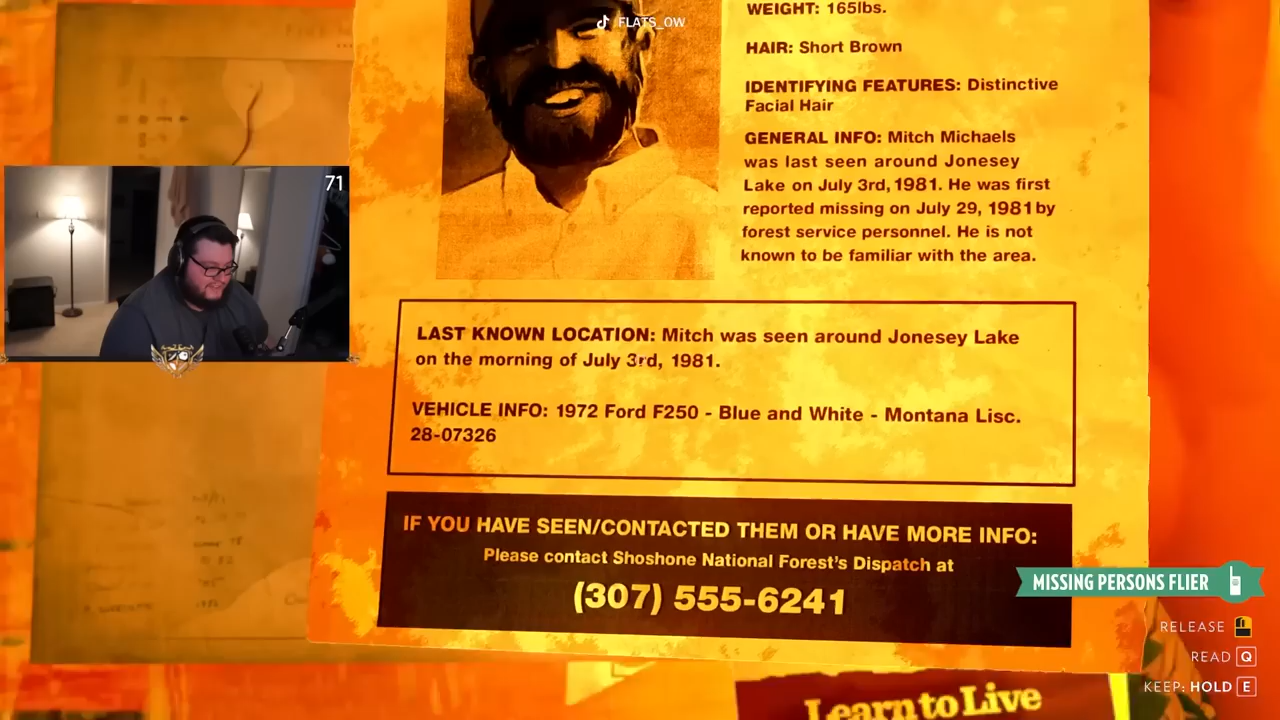 FLATS_OW
WEIGHT: 165lbs.
HAIR: Short Brown
IDENTIFYING FEATURES: Distinctive
Facial Hair
GENERAL INFO: Mitch Michaels
was last seen around Jonesey
Lake on July 3rd, 1981. He was first
reported missing on July 29, 1981 by
forest service personnel. He is not
known to be familiar with the area.
71
LAST KNOWN LOCATION: Mitch was seen around Jonesey Lake
on the morning of July 3rd, 1981.
VEHICLE INFO: 1972 Ford F250 - Blue and White - Montana Lisc.
28-07326
IF YOU HAVE SEEN/CONTACTED THEM OR HAVE MORE INFO:
Please contact Shoshone National Forest's Dispatch at
(307) 555-6241
MISSING PERSONS FLIER
RELEASE
READ Q
KEEP: HOLD E
Learn to Live